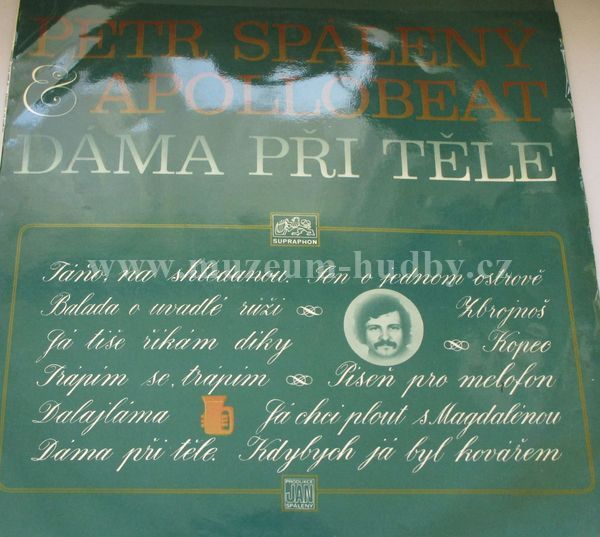 PETR SPÁLENÝ
& APOLLOBEAT
DÁMA PŘI TĚLE
SUPRAPHON
www.muzeum-hudby.cz
Táňo, na shledanou. Sen o jednom ostrově
Balada o uvadlé růži Zbrojnoš
Já tiše říkám díky Kopec
Trápím se, trápím Píseň pro melofon
Dalajláma Já chci plout s Magdalénou
Dáma při těle. Kdybych já byl kovářem
PRODUKCE
JAN
SPÁLENÝ